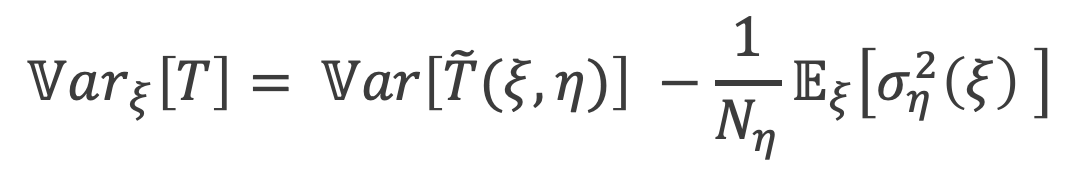 𝕍ar_ξ[T] = 𝕍ar[T̃(ξ, η)] − 1/N_η 𝔼_ξ[σ_η^2(ξ)]